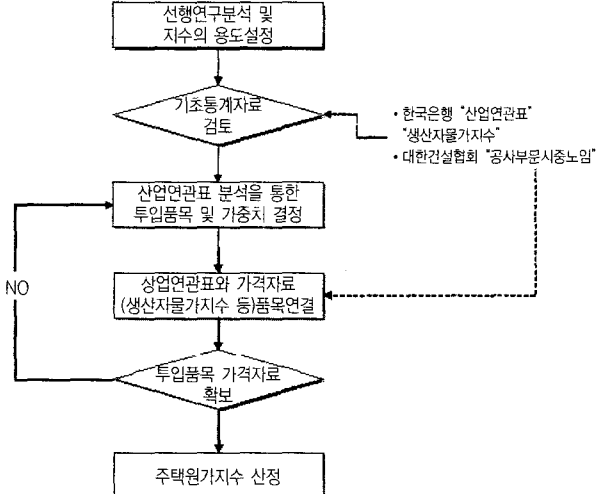 선행연구분석 및
지수의 용도설정
기초통계자료
검토
• 한국은행 "산업연관표"
"생산자물가지수"
• 대한건설협회 "공사부문시중노임"
산업연관표 분석을 통한
투입품목 및 가중치 결정
NO
상업연관표와 가격자료
(생산자물가지수 등)품목연결
투입품목 가격자료
확보
주택원가지수 산정